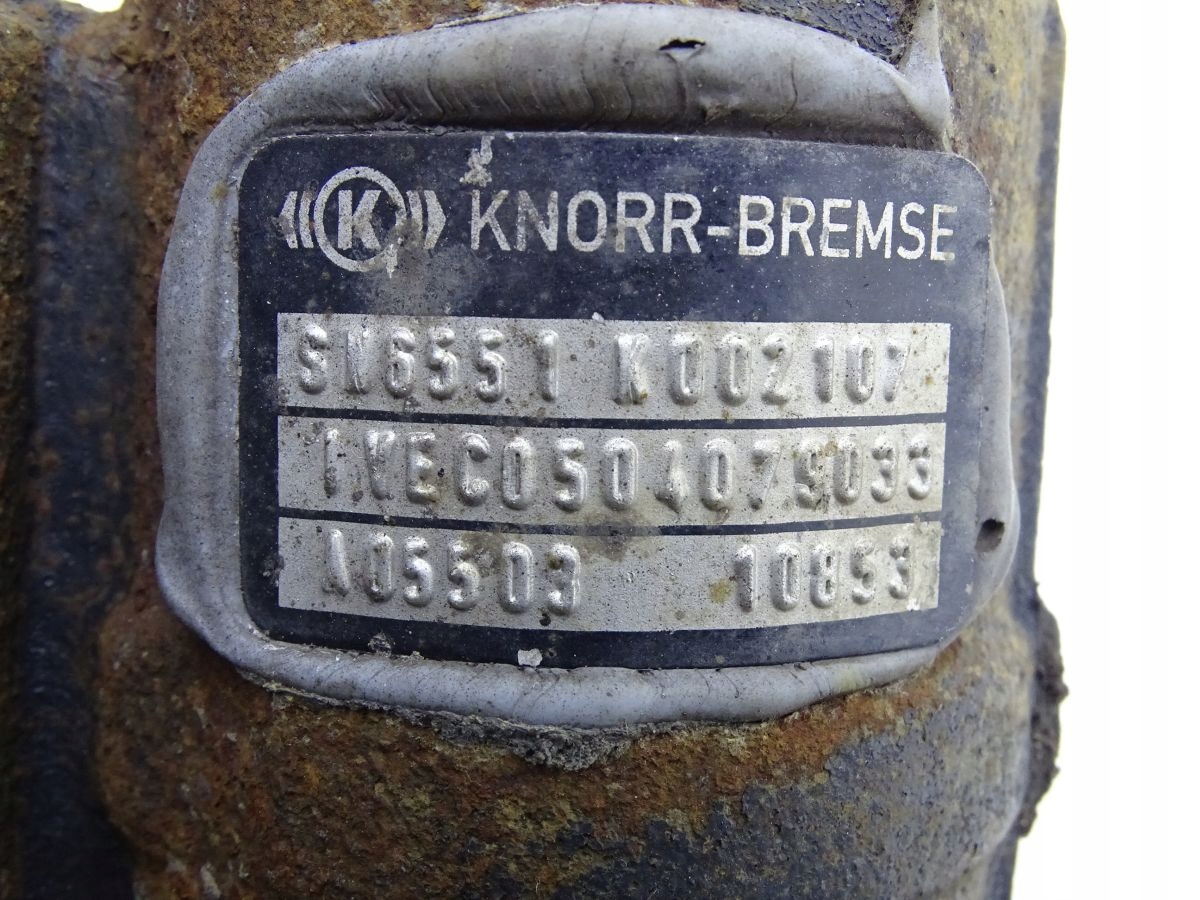 K KNORR-BREMSE
SN6551 K002107
IVECO504079033
A05503 10853